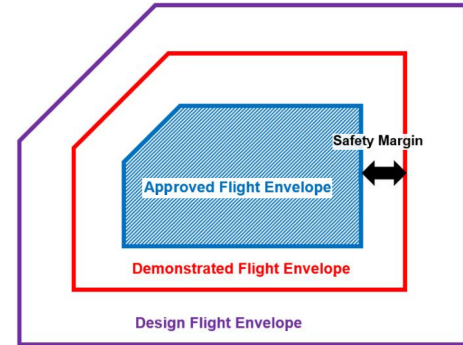 Safety Margin
Approved Flight Envelope
Demonstrated Flight Envelope
Design Flight Envelope